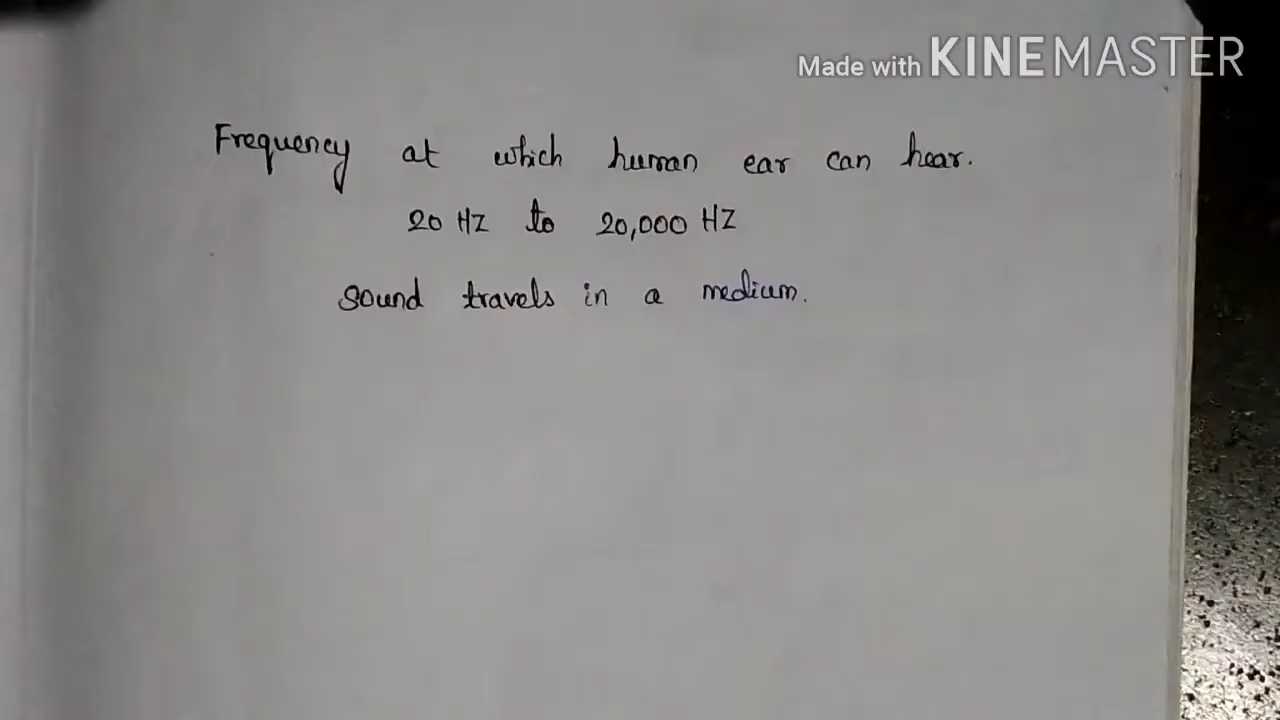 Made with KINEMASTER
Frequency at which human ear can hear.
20 HZ to 20,000 HZ
sound travels in a medium.